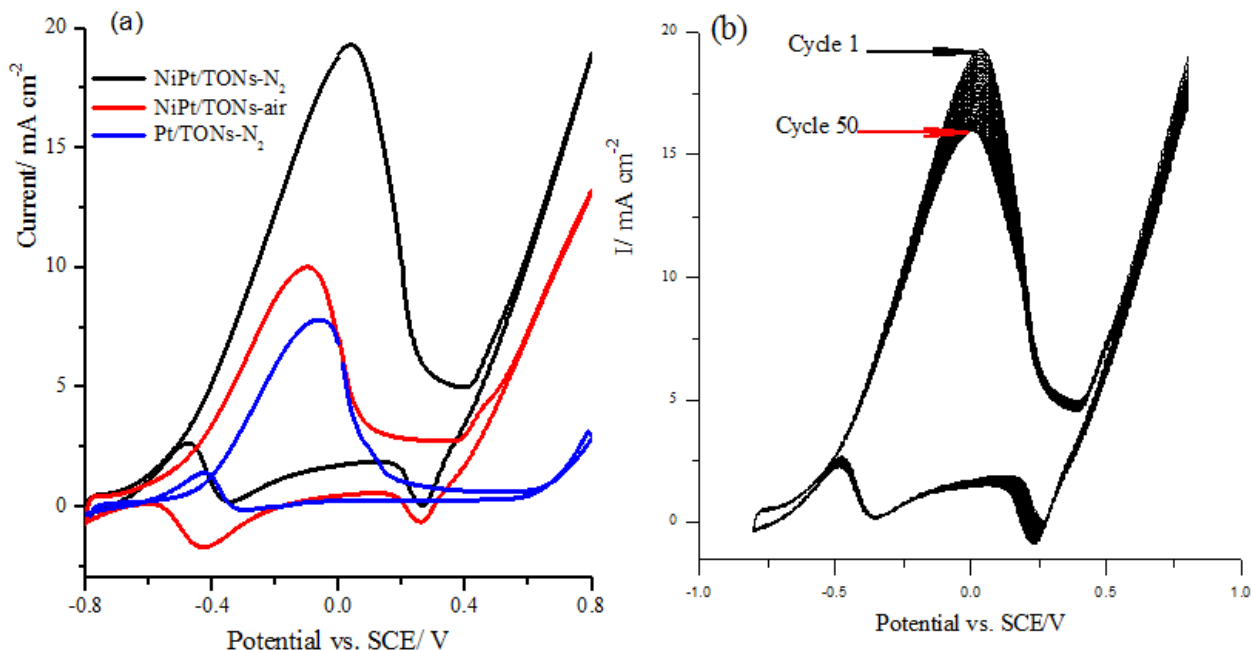 (a)
NiPt/TONs-N₂
NiPt/TONs-air
Pt/TONs-N₂
Current/ mA cm⁻²
20
15
10
5
0
-0.8
-0.4
0.0
0.4
0.8
Potential vs. SCE/ V
(b)
Cycle 1
Cycle 50
I/ mA cm⁻²
20
15
10
5
0
-1.0
-0.5
0.0
0.5
1.0
Potential vs. SCE/V